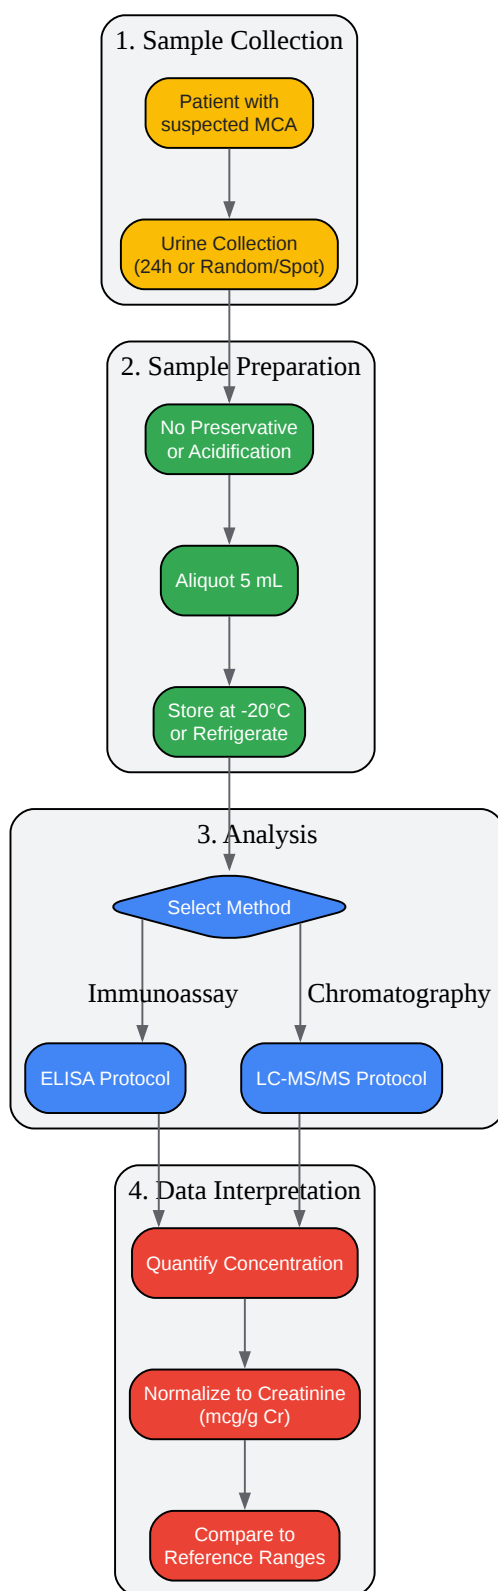 1. Sample Collection
Patient with
suspected MCA
Urine Collection
(24h or Random/Spot)
2. Sample Preparation
No Preservative
or Acidification
Aliquot 5 mL
Store at -20°C
or Refrigerate
3. Analysis
Select Method
Immunoassay
Chromatography
ELISA Protocol
LC-MS/MS Protocol
4. Data Interpretation
Quantify Concentration
Normalize to Creatinine
(mcg/g Cr)
Compare to
Reference Ranges